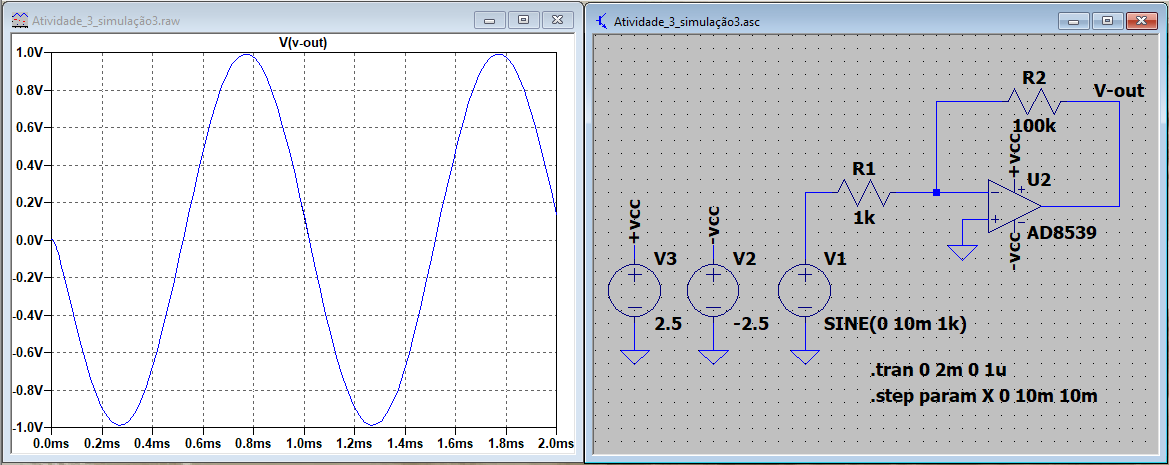 Atividade_3_simulação3.raw
V(v-out)
1.0V
0.8V
0.6V
0.4V
0.2V
0.0V
-0.2V
-0.4V
-0.6V
-0.8V
-1.0V
0.0ms 0.2ms 0.4ms 0.6ms 0.8ms 1.0ms 1.2ms 1.4ms 1.6ms 1.8ms 2.0ms
Atividade_3_simulação3.asc
R2
V-out
100k
+vcc
R1
U2
1k
AD8539
-vcc
+vcc
-vcc
V3
V2
V1
2.5
-2.5
SINE(0 10m 1k)
.tran 0 2m 0 1u
.step param X 0 10m 10m